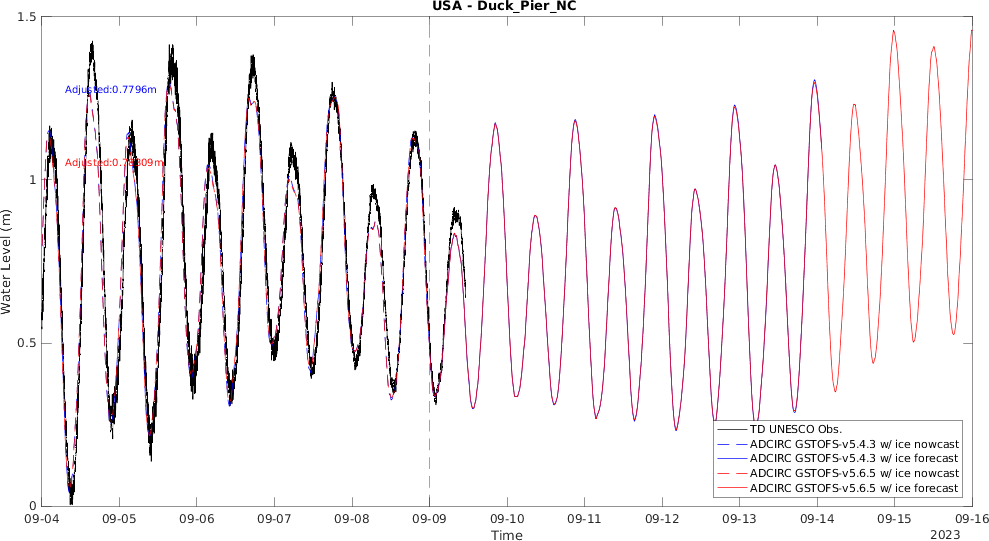 USA - Duck_Pier_NC
1.5
1
0.5
0
Water Level (m)
Adjusted:0.7796m
09-04 09-05 09-06 09-07 09-08 09-09 09-10 09-11 09-12 09-13 09-14 09-15 09-16
Time
2023
TD UNESCO Obs.
ADCIRC GSTOFS-v5.4.3 w/ ice nowcast
ADCIRC GSTOFS-v5.4.3 w/ ice forecast
ADCIRC GSTOFS-v5.6.5 w/ ice nowcast
ADCIRC GSTOFS-v5.6.5 w/ ice forecast